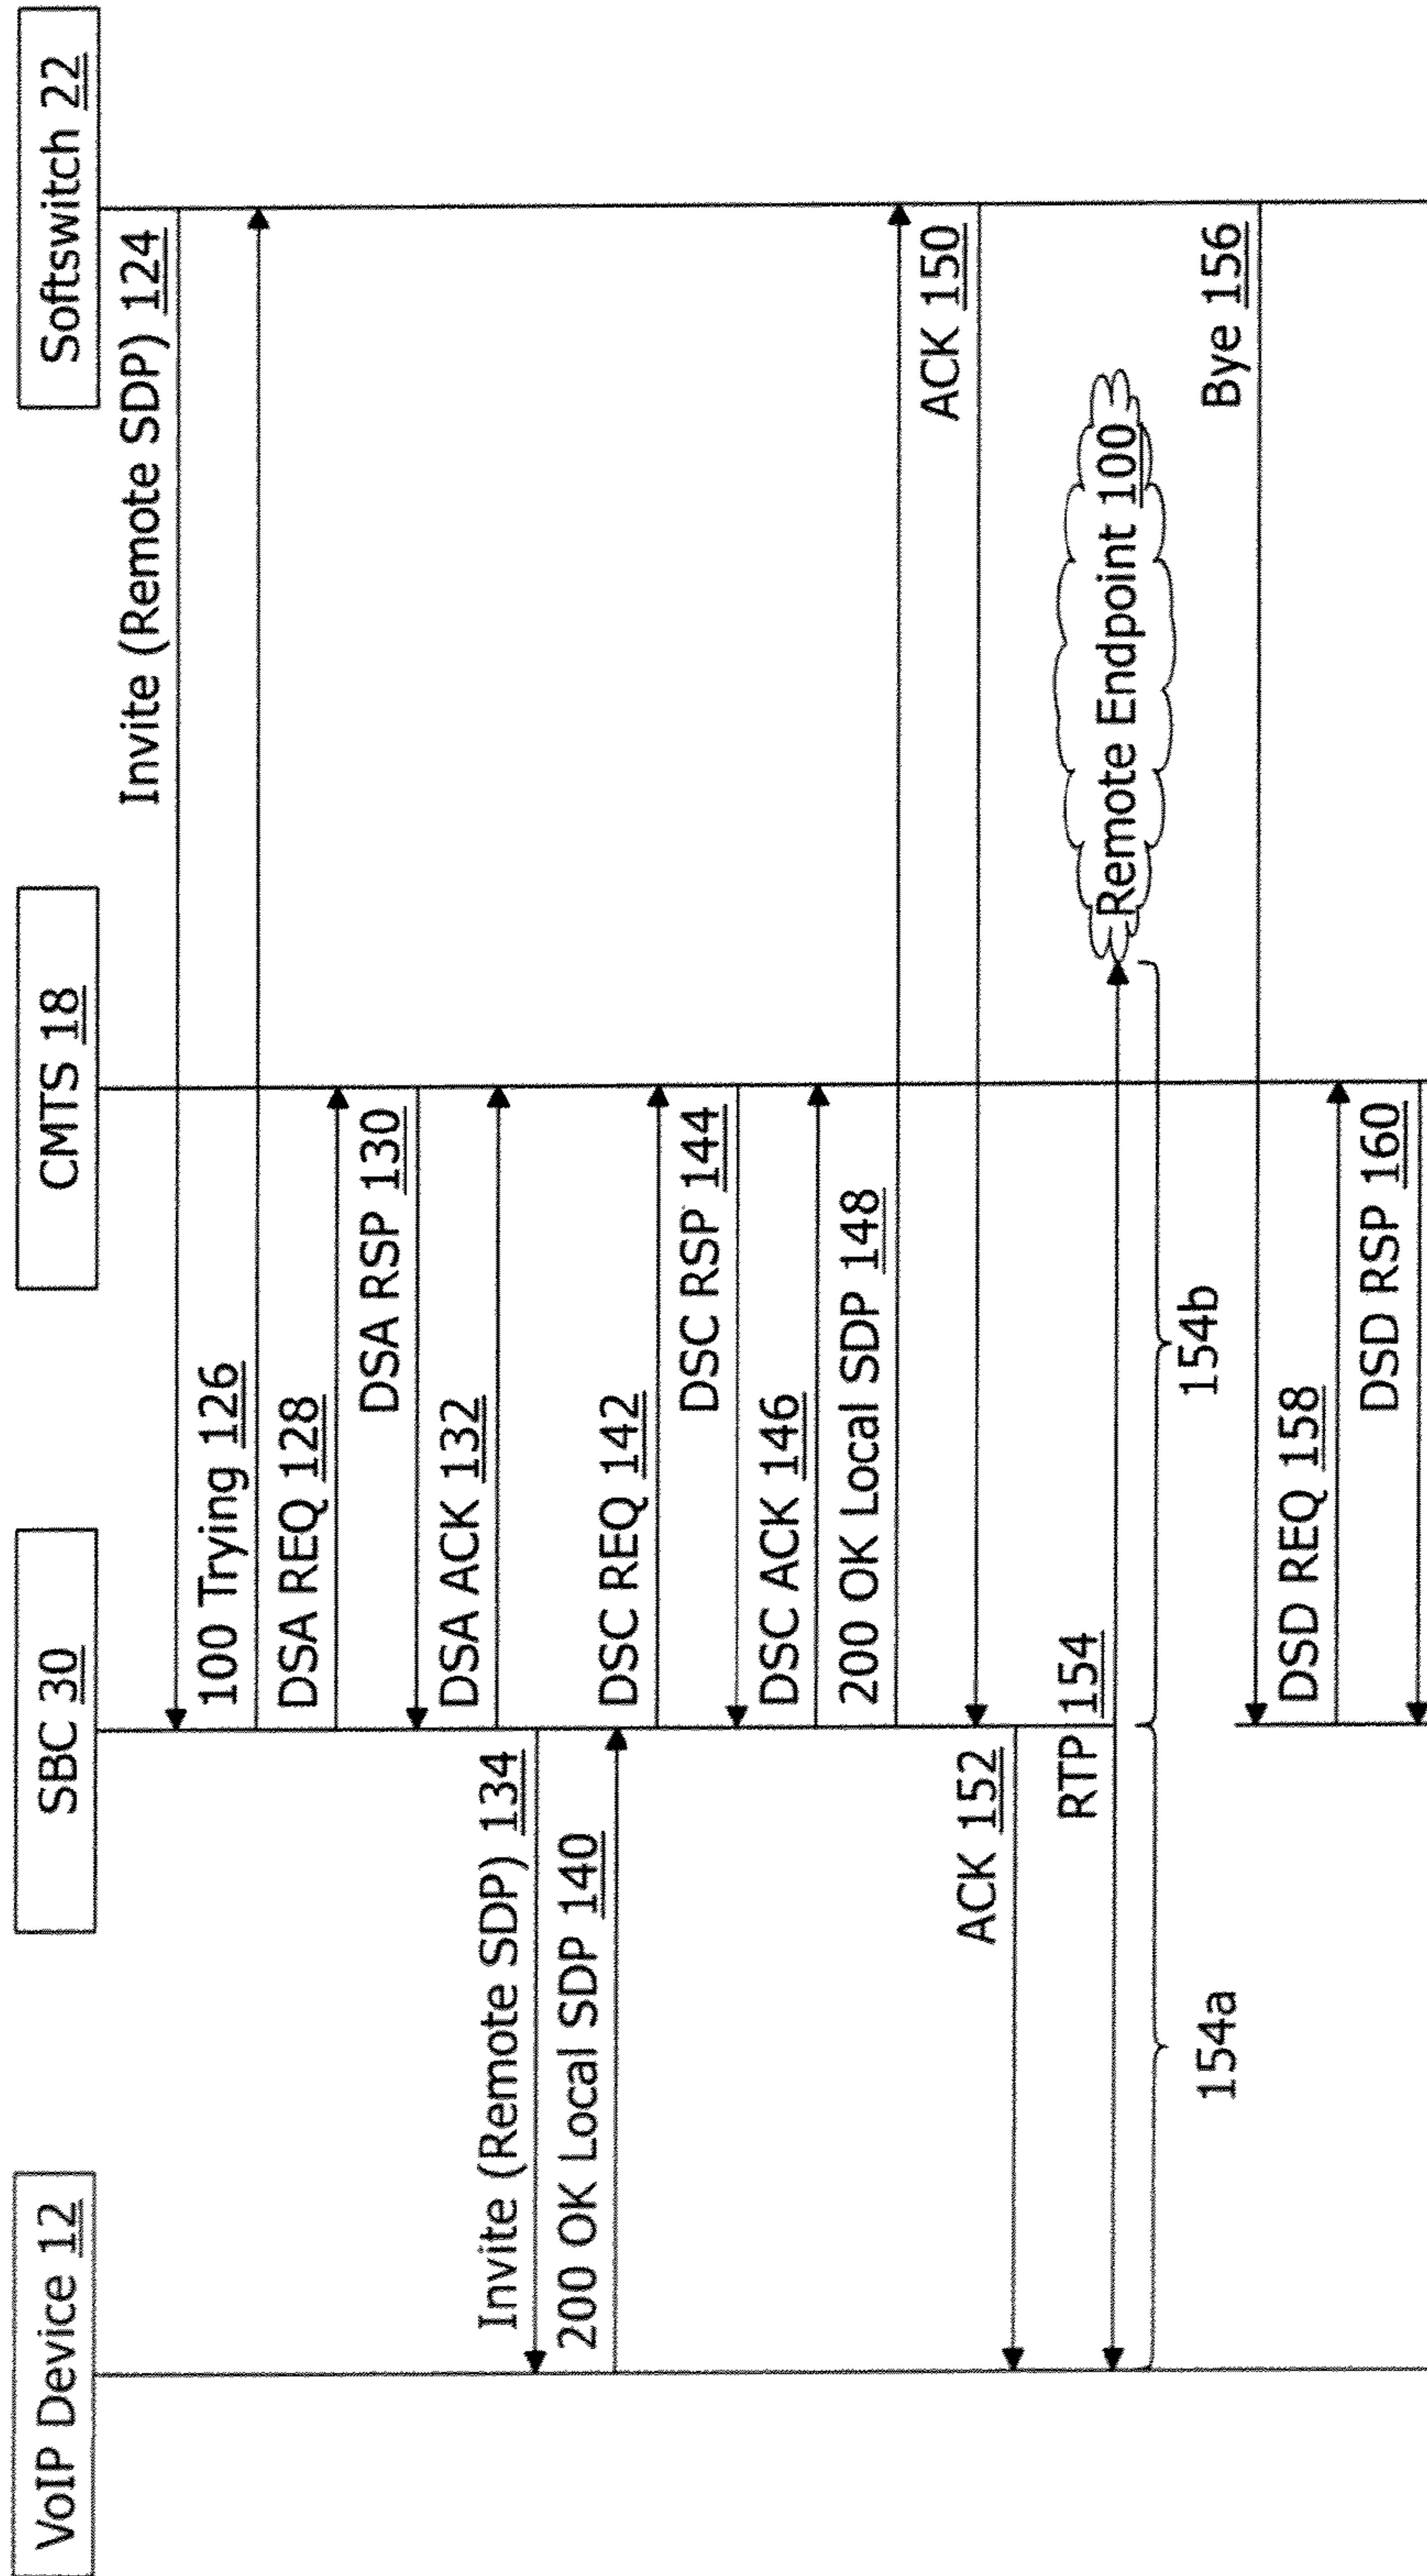 VoIP Device 12
SBC 30
CMTS 18
Softswitch 22
Invite (Remote SDP) 124
100 Trying 126
DSA REQ 128
DSA RSP 130
DSA ACK 132
Invite (Remote SDP) 134
200 OK Local SDP 140
DSC REQ 142
DSC RSP 144
DSC ACK 146
200 OK Local SDP 148
ACK 150
ACK 152
RTP 154
Remote Endpoint 100
154a
154b
Bye 156
DSD REQ 158
DSD RSP 160